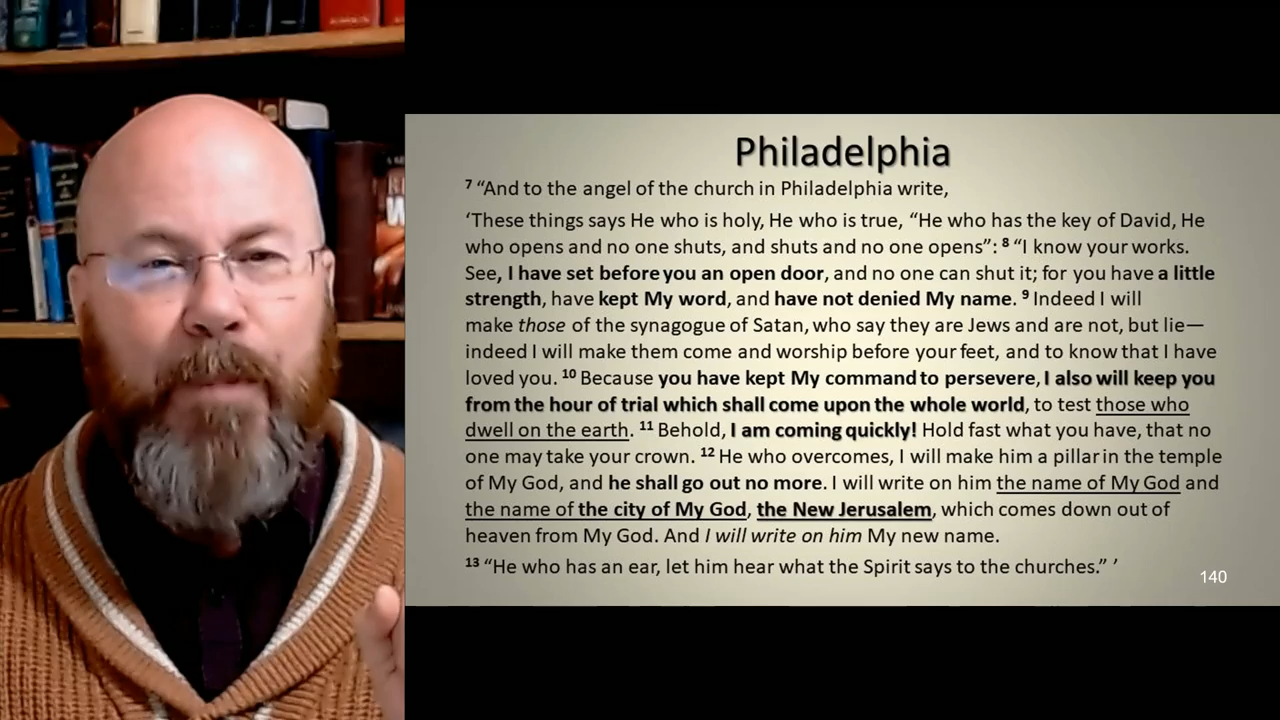 Philadelphia
7 “And to the angel of the church in Philadelphia write,
‘These things says He who is holy, He who is true, “He who has the key of David, He
who opens and no one shuts, and shuts and no one opens”: 8 “I know your works.
See, I have set before you an open door, and no one can shut it; for you have a little
strength, have kept My word, and have not denied My name. 9 Indeed I will
make those of the synagogue of Satan, who say they are Jews and are not, but lie—
indeed I will make them come and worship before your feet, and to know that I have
loved you. 10 Because you have kept My command to persevere, I also will keep you
from the hour of trial which shall come upon the whole world, to test those who
dwell on the earth. 11 Behold, I am coming quickly! Hold fast what you have, that no
one may take your crown. 12 He who overcomes, I will make him a pillar in the temple
of My God, and he shall go out no more. I will write on him the name of My God and
the name of the city of My God, the New Jerusalem, which comes down out of
heaven from My God. And I will write on him My new name.
13 “He who has an ear, let him hear what the Spirit says to the churches.” ’
140